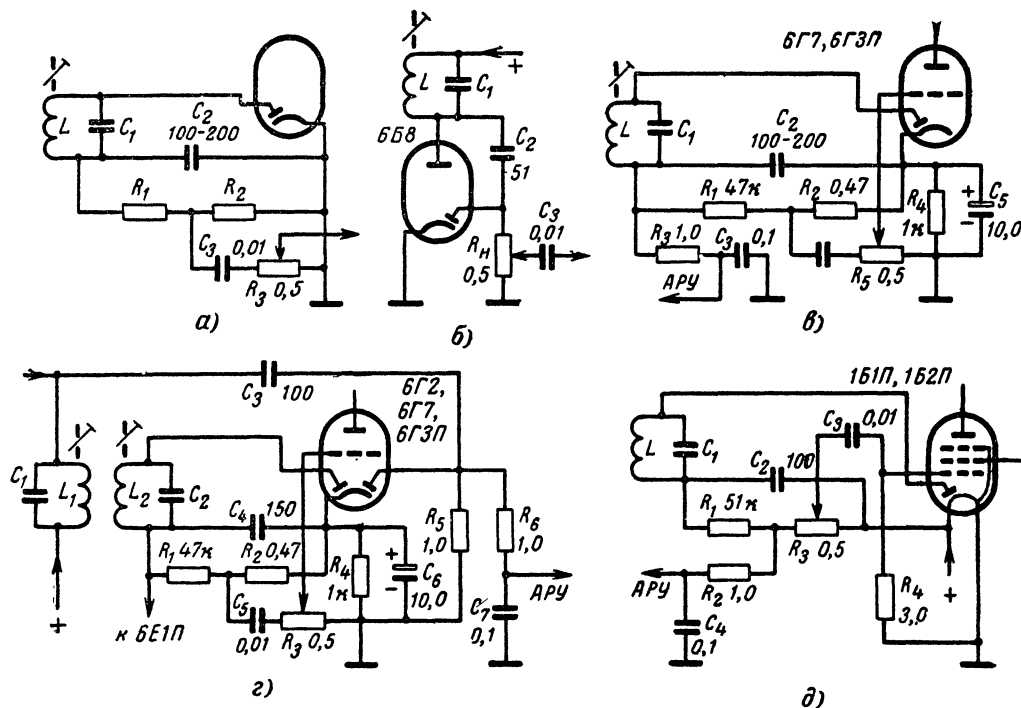 L
C₁
C₂
100-200
R₁
R₂
C₃
0,01
R₃ 0,5
а)
+
L
C₁
6Б8
C₂
51
C₃
0,01
Rн
0,5
б)
6Г7, 6Г3П
L
C₁
C₂
100-200
R₁ 47к
R₂ 0,47
R₄
1к
+
−
C₅
10,0
R₃ 1,0
C₃
0,1
АРУ
R₅ 0,5
в)
C₃
100
6Г2,
6Г7,
6Г3П
C₁
L₁
L₂
C₂
C₄
150
R₁ 47к
R₂ 0,47
R₄
1к
+
−
C₆
10,0
R₅
1,0
R₆
1,0
АРУ
C₇
0,1
C₅
0,01
R₃ 0,5
+
к 6Е1П
г)
1Б1П, 1Б2П
L
C₁
C₃
0,01
C₂
100
R₁ 51к
R₃ 0,5
АРУ
R₂ 1,0
C₄
0,1
R₄
3,0
+
д)